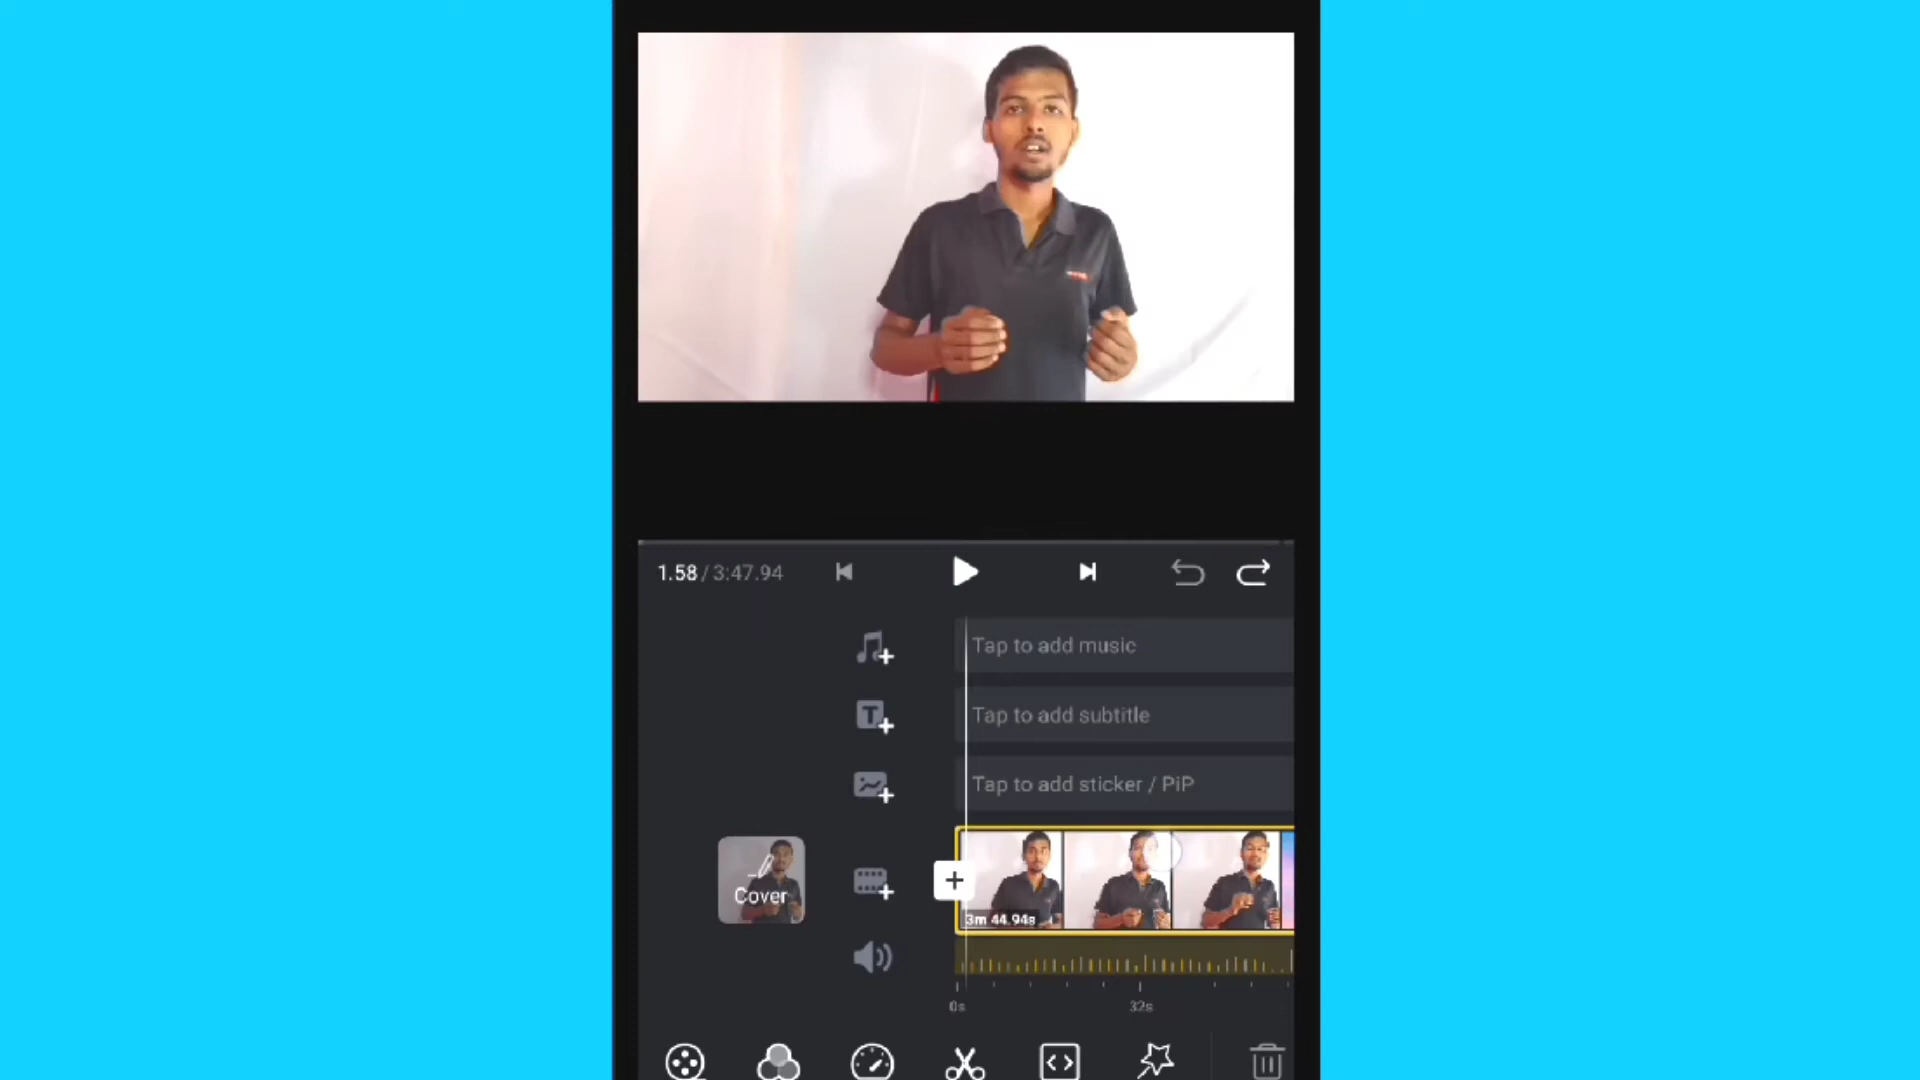 1.58 / 3:47.94
Tap to add music
T
Tap to add subtitle
Tap to add sticker / PiP
Cover
3m 44.94s
0s 32s